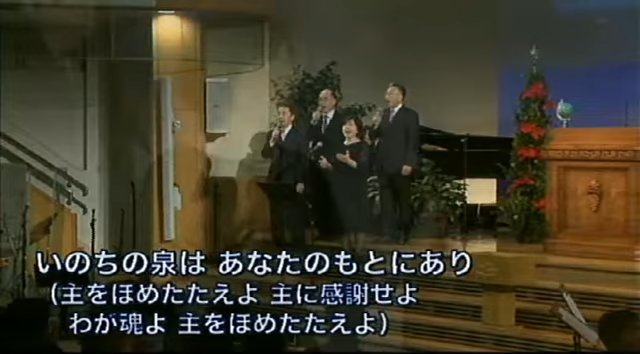 いのちの泉は あなたのもとにあり
(主をほめたたえよ 主に感謝せよ
わが魂よ 主をほめたたえよ)